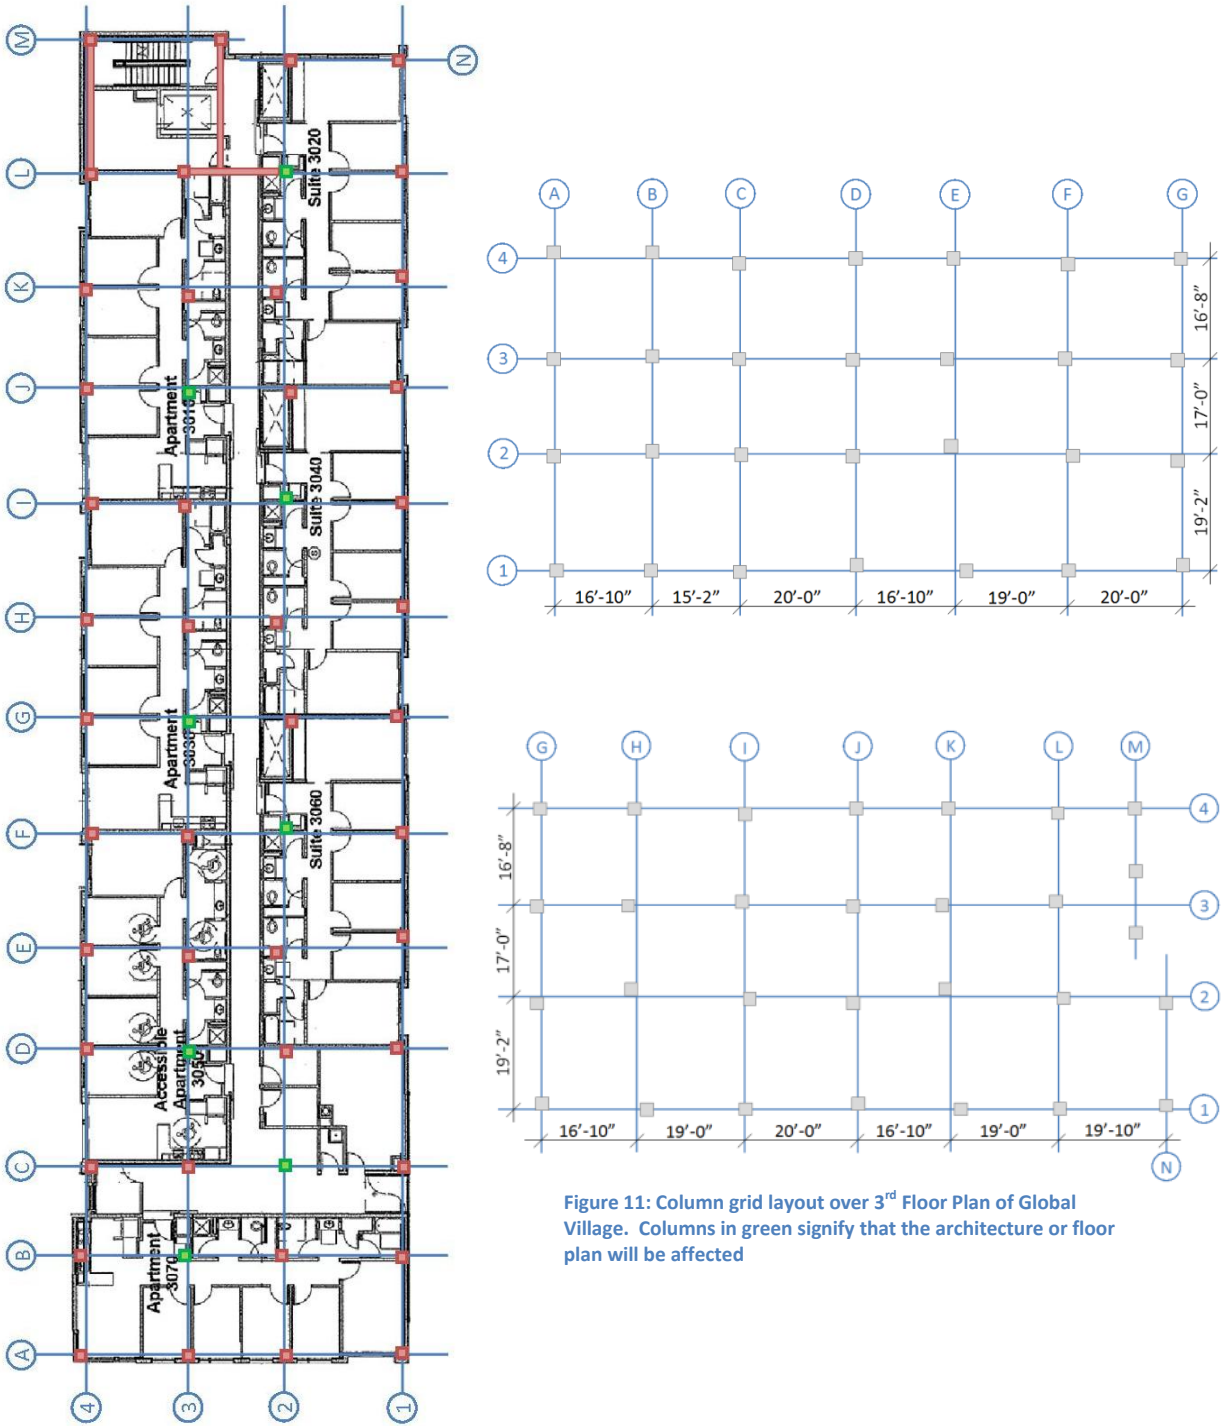 M
N
L
Suite 3020
K
J
Apartment
I
Suite 3040
H
G
Apartment
F
Suite 3060
E
D
Accessible
Apartment
3050
C
B
Apartment
3070
A
4
3
2
1
A
B
C
D
E
F
G
4
3
2
1
16'-8"
17'-0"
19'-2"
16'-10"
15'-2"
20'-0"
16'-10"
19'-0"
20'-0"
G
H
I
J
K
L
M
4
3
2
1
16'-8"
17'-0"
19'-2"
16'-10"
19'-0"
20'-0"
16'-10"
19'-0"
19'-10"
N
Figure 11: Column grid layout over 3rd Floor Plan of Global
Village. Columns in green signify that the architecture or floor
plan will be affected